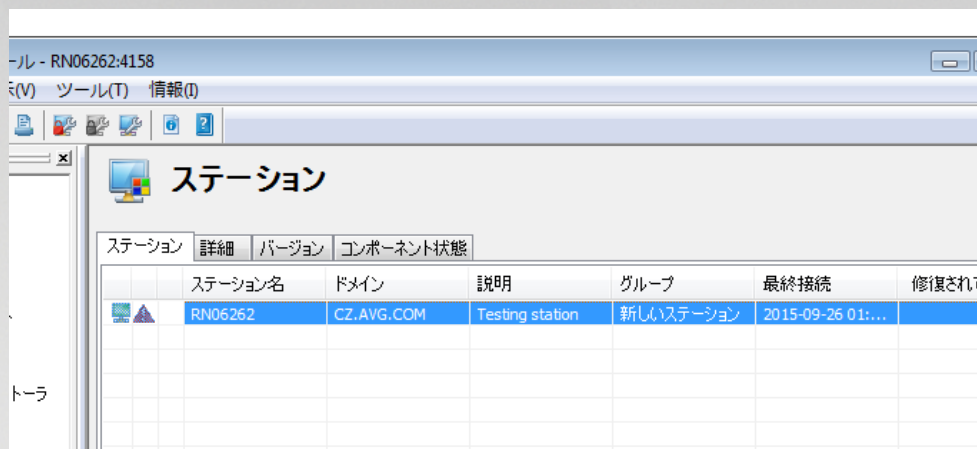 ール - RN06262:4158
示(V) ツール(T) 情報(I)
ステーション
ステーション 詳細 バージョン コンポーネント状態
ステーション名 ドメイン 説明 グループ 最終接続 修復されて
RN06262 CZ.AVG.COM Testing station 新しいステーション 2015-09-26 01:...
トーラ